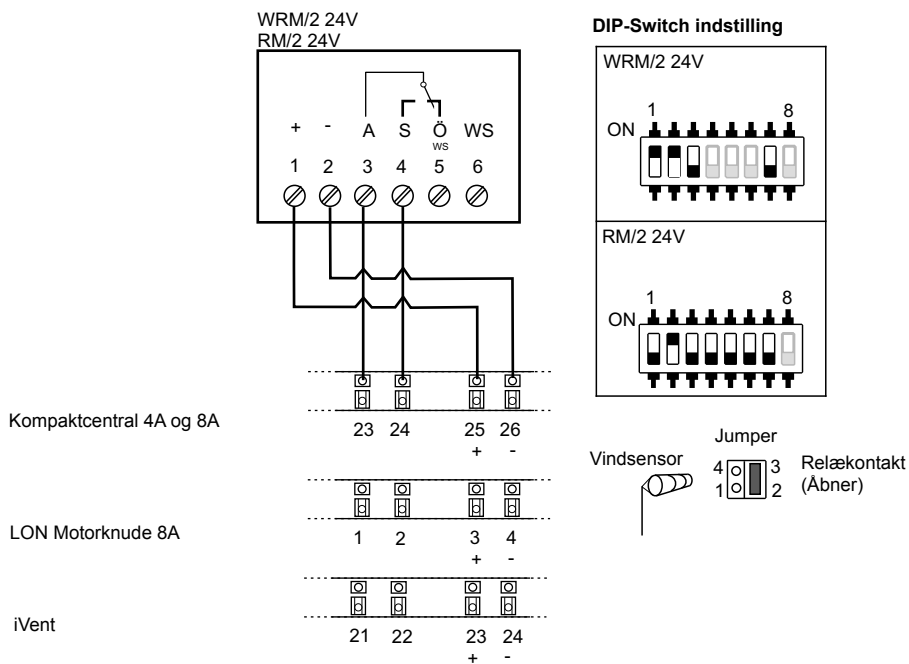 WRM/2 24V
RM/2 24V
+ - A S Ö WS
WS
1 2 3 4 5 6
DIP-Switch indstilling
WRM/2 24V
1 8
ON
RM/2 24V
1 8
ON
Kompaktcentral 4A og 8A
23 24 25 26
+ -
Jumper
Vindsensor
4 3
1 2
Relækontakt
(Åbner)
LON Motorknude 8A
1 2 3 4
+ -
iVent
21 22 23 24
+ -